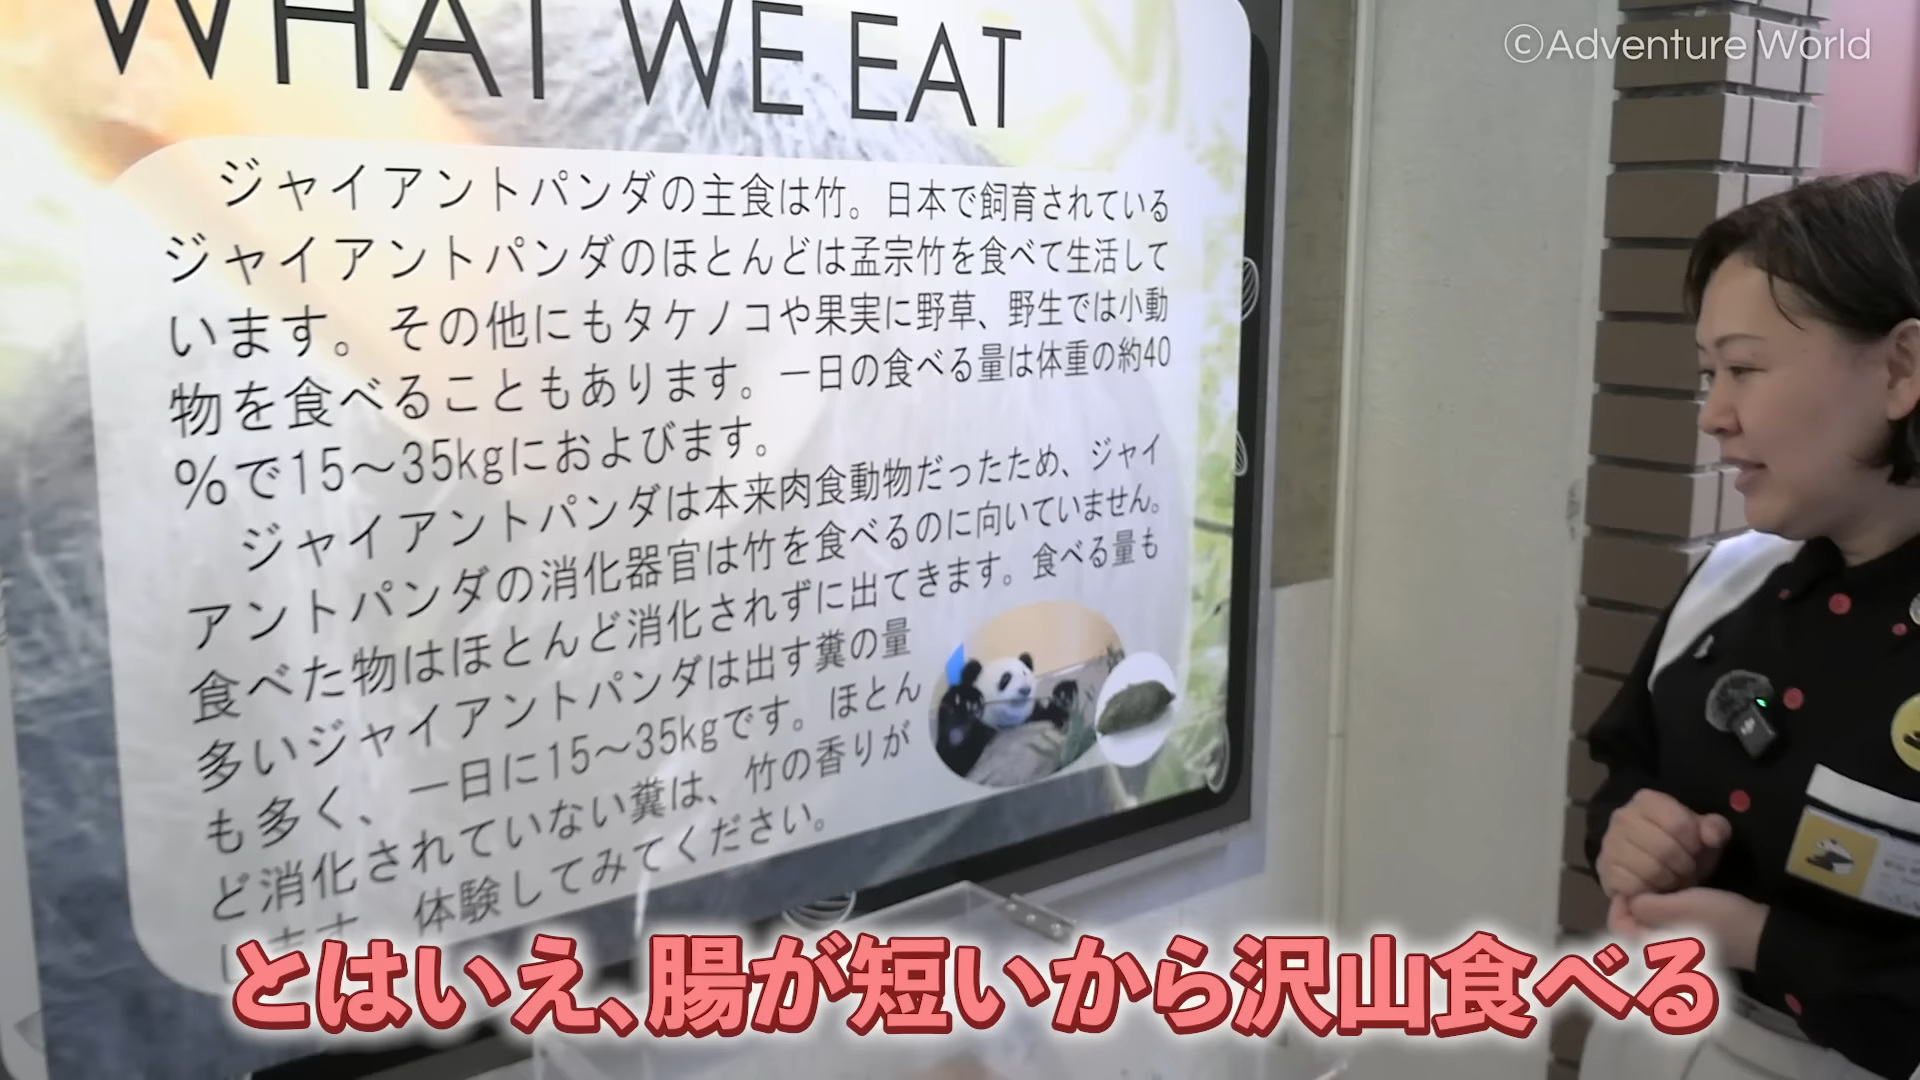 ©Adventure World
WHAT WE EAT
ジャイアントパンダの主食は竹。日本で飼育されている
ジャイアントパンダのほとんどは孟宗竹を食べて生活して
います。その他にもタケノコや果実に野草、野生では小動
物を食べることもあります。一日の食べる量は体重の約40
％で15～35kgにおよびます。
ジャイアントパンダは本来肉食動物だったため、ジャイ
アントパンダの消化器官は竹を食べるのに向いていません。
食べた物はほとんど消化されずに出てきます。食べる量も
多いジャイアントパンダは出す糞の量
も多く、一日に15～35kgです。ほとん
ど消化されていない糞は、竹の香りが
します。体験してみてください。
とはいえ、腸が短いから沢山食べる